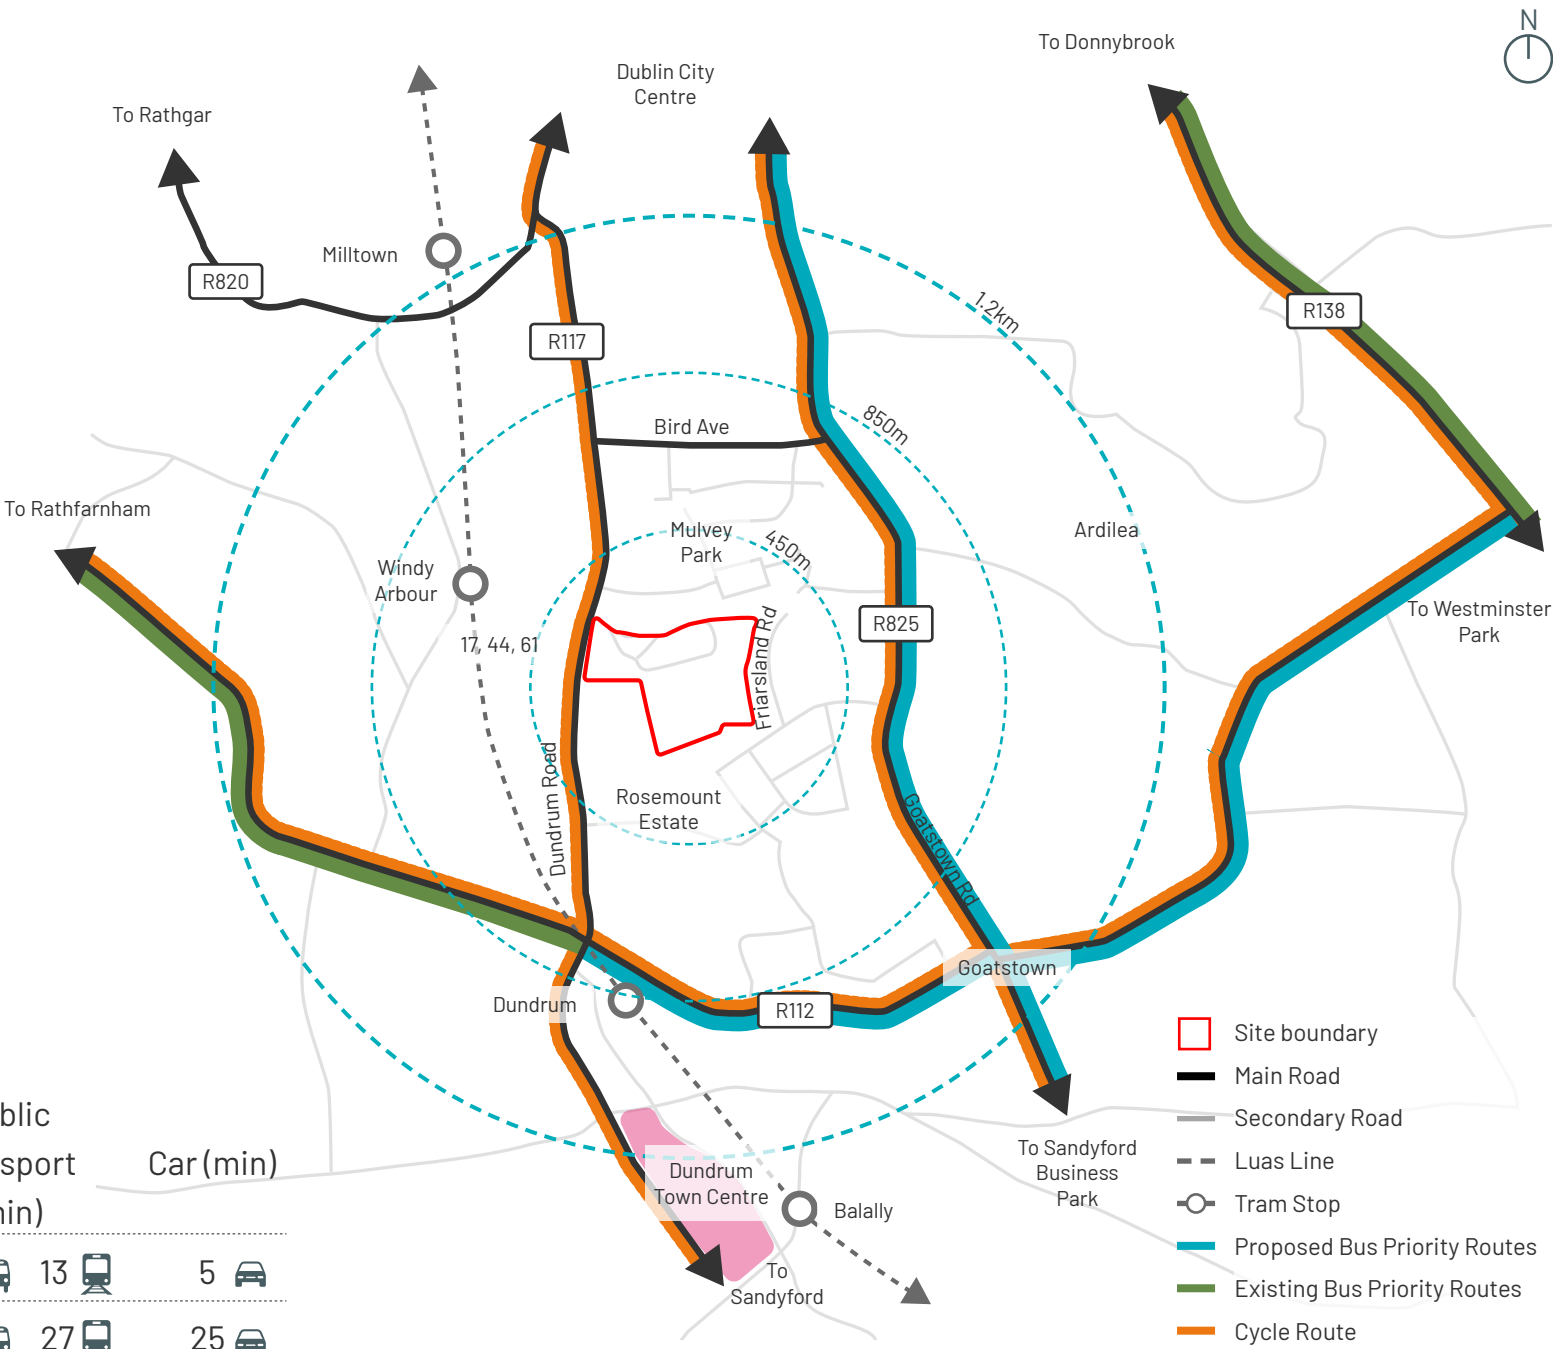 N
To Donnybrook
Dublin City
Centre
To Rathgar
Milltown
R820
1.2km
R138
R117
850m
Bird Ave
To Rathfarnham
Mulvey
Park
450m
Ardilea
Windy
Arbour
To Westminster
Park
R825
17, 44, 61
Friarsland Rd
Dundrum Road
Rosemount
Estate
Goatstown Rd
Goatstown
Dundrum
R112
Site boundary
Main Road
Secondary Road
Luas Line
Tram Stop
Proposed Bus Priority Routes
Existing Bus Priority Routes
Cycle Route
To Sandyford
Business
Park
Dundrum
Town Centre
Balally
To
Sandyford
blic
sport
in)
Car (min)
13
5
27
25